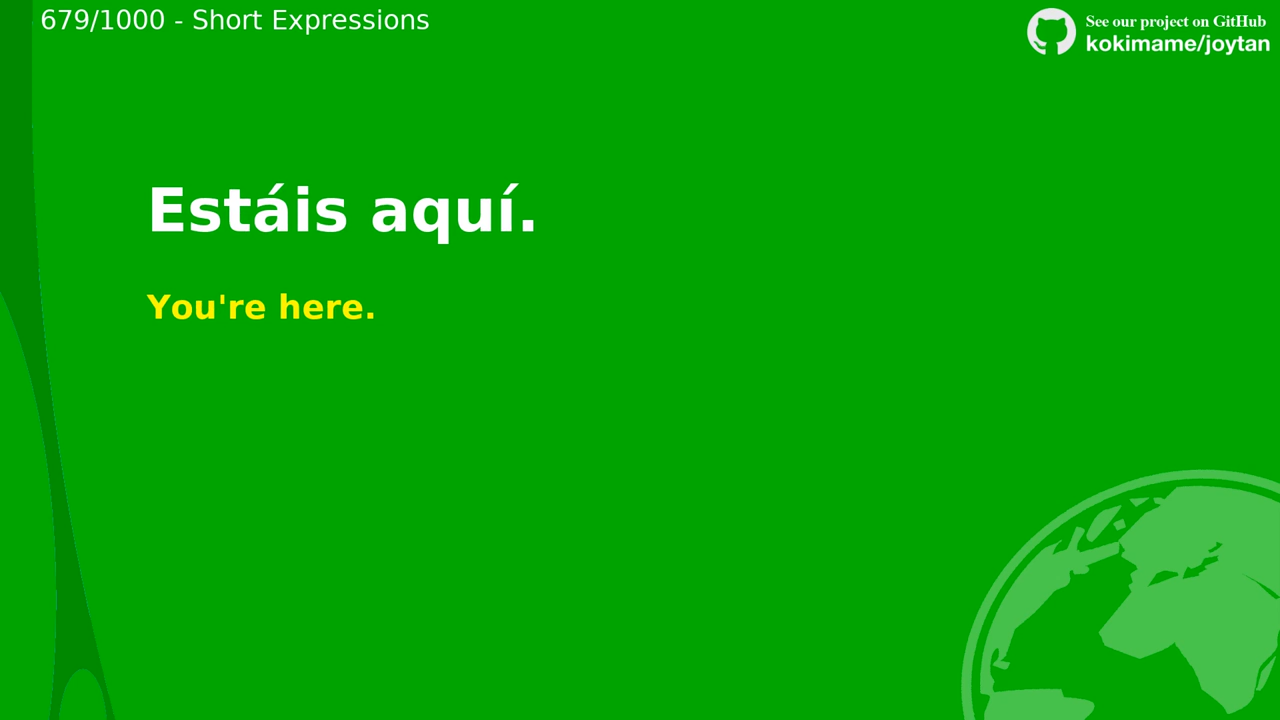 679/1000 - Short Expressions
See our project on GitHub
kokimame/joytan
Estáis aquí.
You're here.